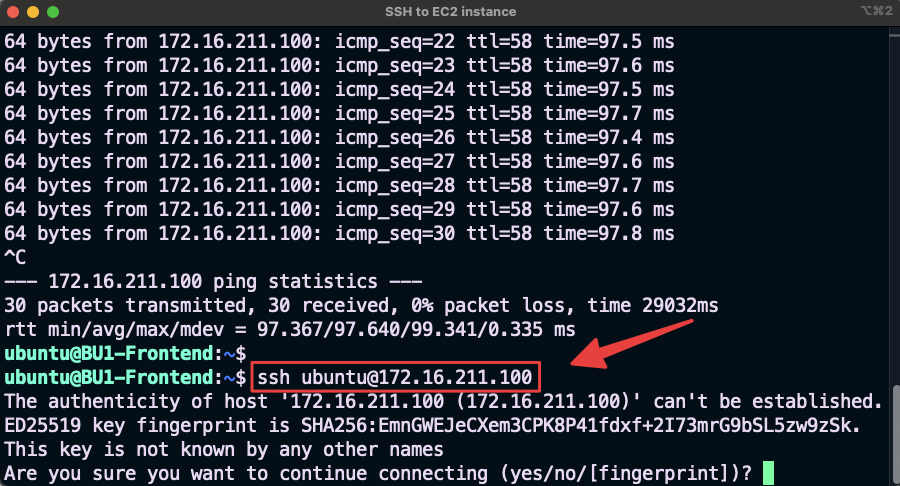 SSH to EC2 instance
⌥⌘2
64 bytes from 172.16.211.100: icmp_seq=22 ttl=58 time=97.5 ms
64 bytes from 172.16.211.100: icmp_seq=23 ttl=58 time=97.6 ms
64 bytes from 172.16.211.100: icmp_seq=24 ttl=58 time=97.5 ms
64 bytes from 172.16.211.100: icmp_seq=25 ttl=58 time=97.7 ms
64 bytes from 172.16.211.100: icmp_seq=26 ttl=58 time=97.4 ms
64 bytes from 172.16.211.100: icmp_seq=27 ttl=58 time=97.6 ms
64 bytes from 172.16.211.100: icmp_seq=28 ttl=58 time=97.7 ms
64 bytes from 172.16.211.100: icmp_seq=29 ttl=58 time=97.6 ms
64 bytes from 172.16.211.100: icmp_seq=30 ttl=58 time=97.8 ms
^C
--- 172.16.211.100 ping statistics ---
30 packets transmitted, 30 received, 0% packet loss, time 29032ms
rtt min/avg/max/mdev = 97.367/97.640/99.341/0.335 ms
ubuntu@BU1-Frontend:~$
ubuntu@BU1-Frontend:~$ ssh ubuntu@172.16.211.100
The authenticity of host '172.16.211.100 (172.16.211.100)' can't be established.
ED25519 key fingerprint is SHA256:EmnGWEJeCXem3CPK8P41fdxf+2I73mrG9bSL5zw9zSk.
This key is not known by any other names
Are you sure you want to continue connecting (yes/no/[fingerprint])?